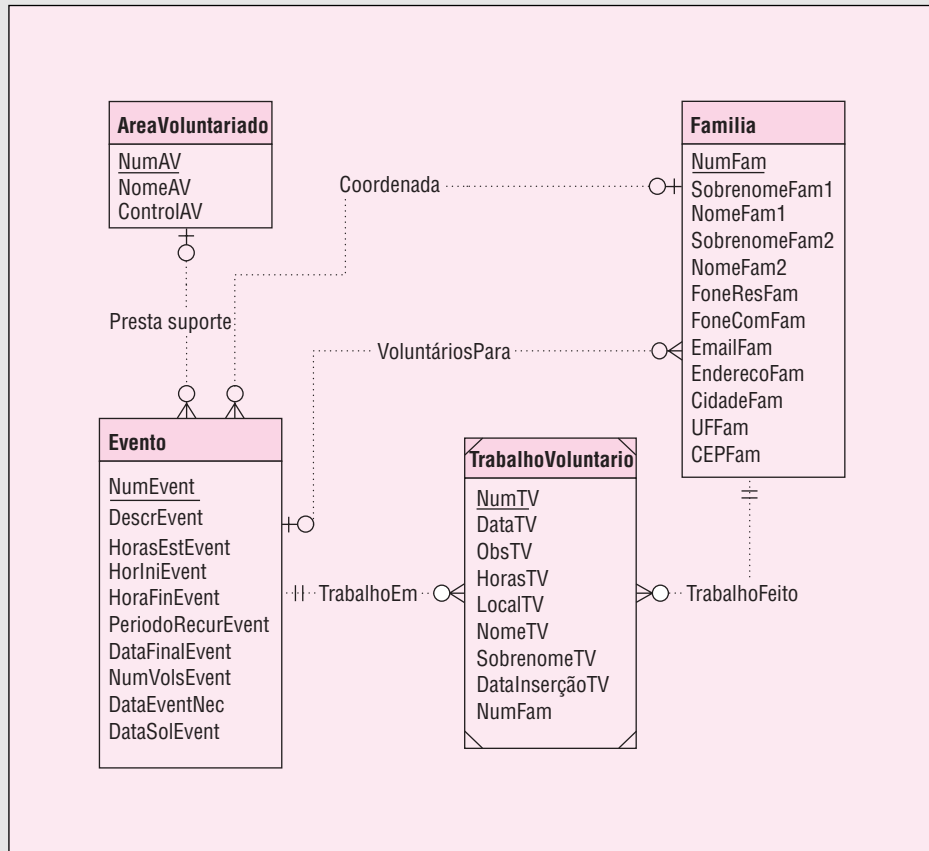 AreaVoluntariado
NumAV
NomeAV
ControlAV
Coordenada
Familia
NumFam
SobrenomeFam1
NomeFam1
SobrenomeFam2
NomeFam2
FoneResFam
FoneComFam
EmailFam
EnderecoFam
CidadeFam
UFFam
CEPFam
Presta suporte
VoluntáriosPara
Evento
NumEvent
DescrEvent
HorasEstEvent
HorIniEvent
HoraFinEvent
PeriodoRecurEvent
DataFinalEvent
NumVolsEvent
DataEventNec
DataSolEvent
TrabalhoEm
TrabalhoVoluntario
NumTV
DataTV
ObsTV
HorasTV
LocalTV
NomeTV
SobrenomeTV
DataInserçãoTV
NumFam
TrabalhoFeito